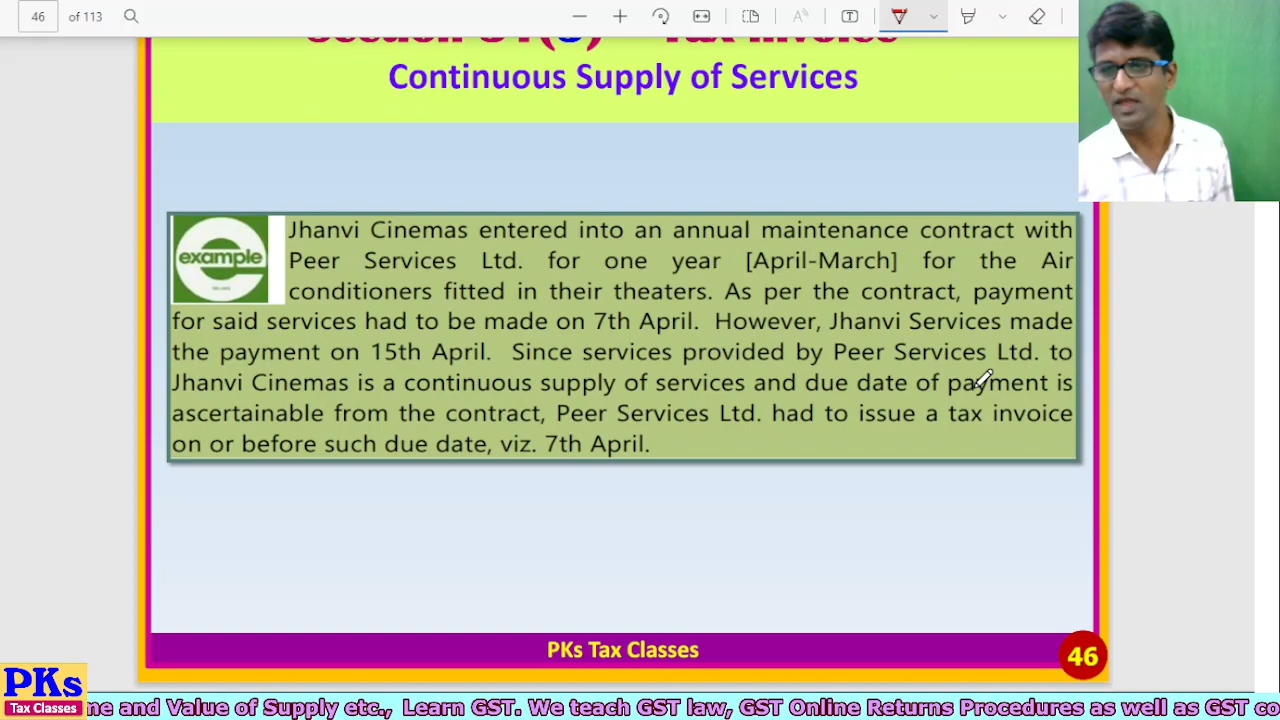 46 of 113
Continuous Supply of Services
example
Jhanvi Cinemas entered into an annual maintenance contract with
Peer Services Ltd. for one year [April-March] for the Air
conditioners fitted in their theaters. As per the contract, payment
for said services had to be made on 7th April. However, Jhanvi Services made
the payment on 15th April. Since services provided by Peer Services Ltd. to
Jhanvi Cinemas is a continuous supply of services and due date of payment is
ascertainable from the contract, Peer Services Ltd. had to issue a tax invoice
on or before such due date, viz. 7th April.
PKs Tax Classes
46
PKs
Tax Classes
me and Value of Supply etc., Learn GST. We teach GST law, GST Online Returns Procedures as well as GST co